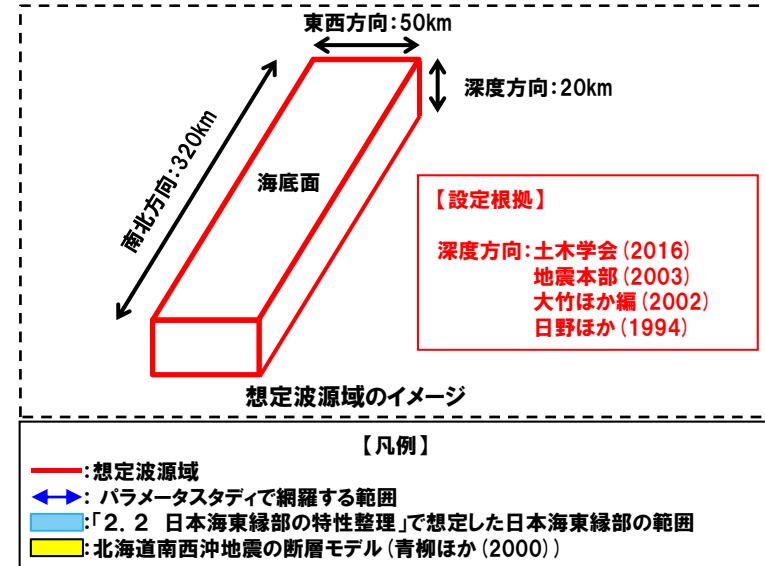 東西方向:50km
深度方向:20km
南北方向:320km
海底面
【設定根拠】
深度方向:土木学会(2016)
地震本部(2003)
大竹ほか編(2002)
日野ほか(1994)
想定波源域のイメージ
【凡例】
:想定波源域
: パラメータスタディで網羅する範囲
:「2.2 日本海東縁部の特性整理」で想定した日本海東縁部の範囲
:北海道南西沖地震の断層モデル(青柳ほか(2000))